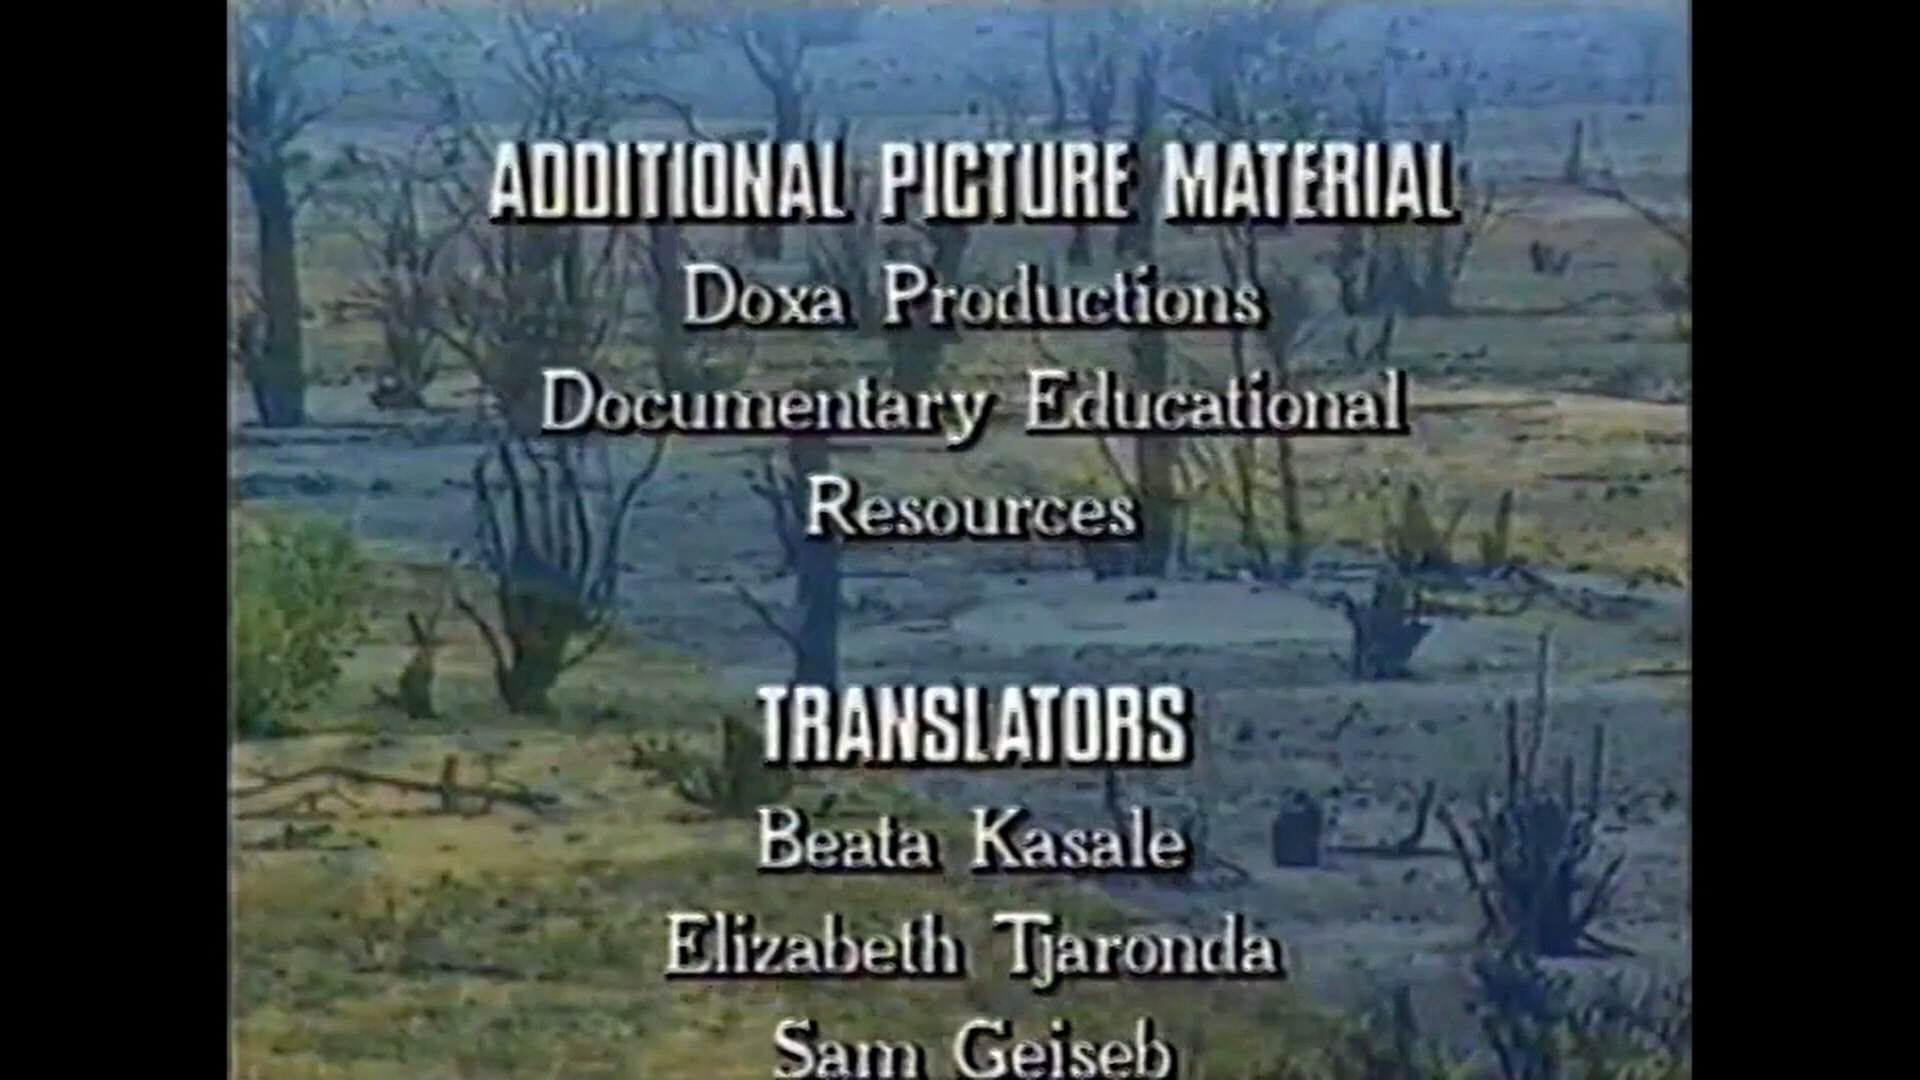 ADDITIONAL PICTURE MATERIAL
Doxa Productions
Documentary Educational
Resources
TRANSLATORS
Beata Kasale
Elizabeth Tjaronda
Sam Geiseb